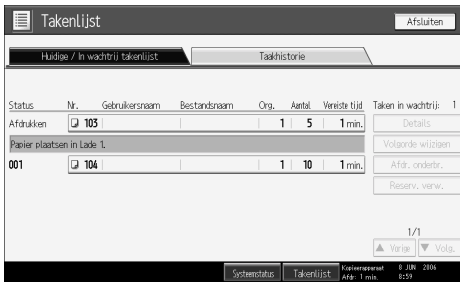 Takenlijst
Afsluiten
Huidige / In wachtrij takenlijst
Taakhistorie
Status Nr. Gebruikersnaam Bestandsnaam Org. Aantal Vereiste tijd
Taken in wachtrij: 1
Afdrukken 103 1 5 1 min.
Details
Papier plaatsen in Lade 1.
Volgorde wijzigen
001 104 1 10 1 min.
Afdr. onderbr.
Reserv. verw.
1/1
Vorige Volg.
Systeemstatus Takenlijst
Kopieerapparaat 8 JUN 2006
Afdr: 1 min. 8:59